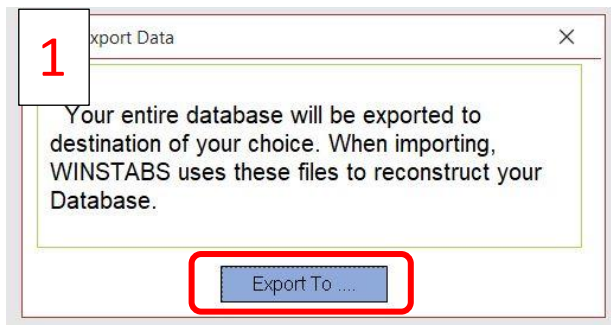 1
xport Data
Your entire database will be exported to
destination of your choice. When importing,
WINSTABS uses these files to reconstruct your
Database.
Export To ....